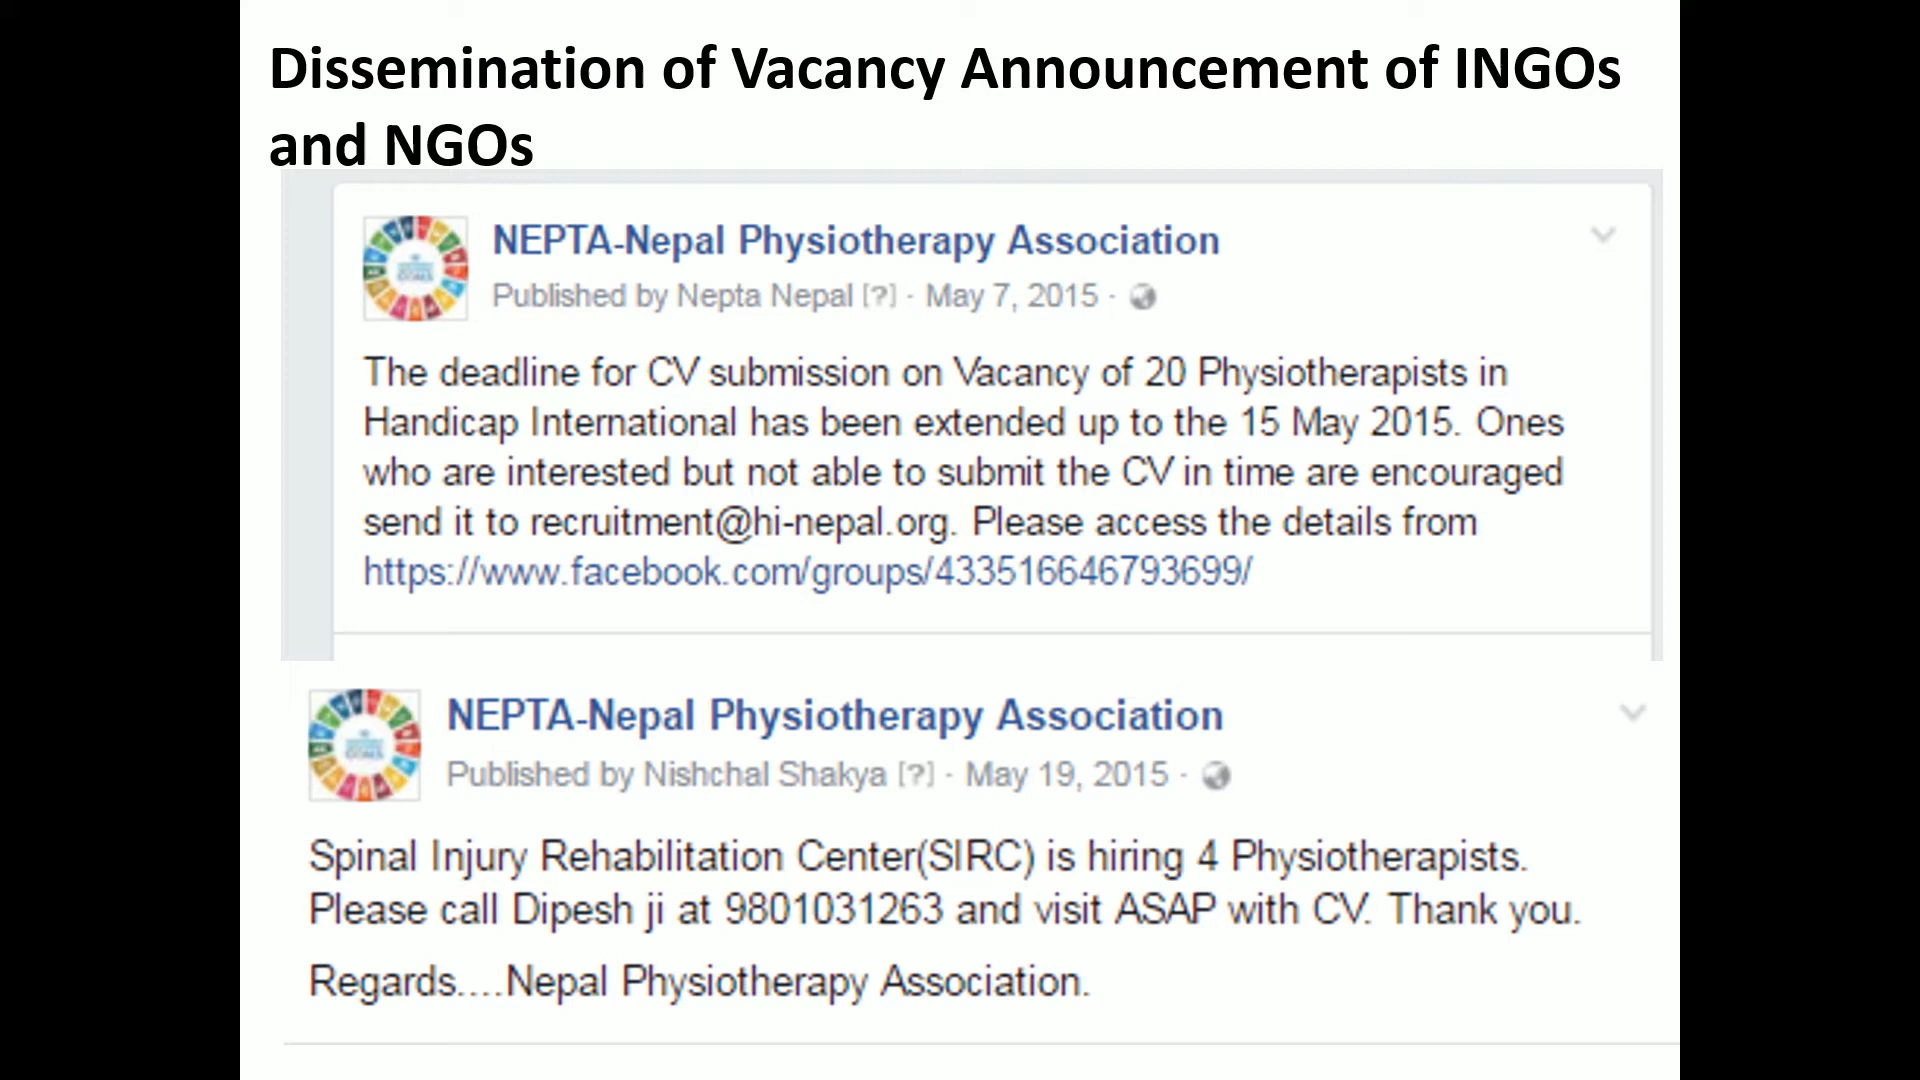 Dissemination of Vacancy Announcement of INGOs
and NGOs
NEPTA-Nepal Physiotherapy Association
Published by Nepta Nepal [?] · May 7, 2015 ·
The deadline for CV submission on Vacancy of 20 Physiotherapists in
Handicap International has been extended up to the 15 May 2015. Ones
who are interested but not able to submit the CV in time are encouraged
send it to recruitment@hi-nepal.org. Please access the details from
https://www.facebook.com/groups/433516646793699/
NEPTA-Nepal Physiotherapy Association
Published by Nishchal Shakya [?] · May 19, 2015 ·
Spinal Injury Rehabilitation Center(SIRC) is hiring 4 Physiotherapists.
Please call Dipesh ji at 9801031263 and visit ASAP with CV. Thank you.
Regards....Nepal Physiotherapy Association.